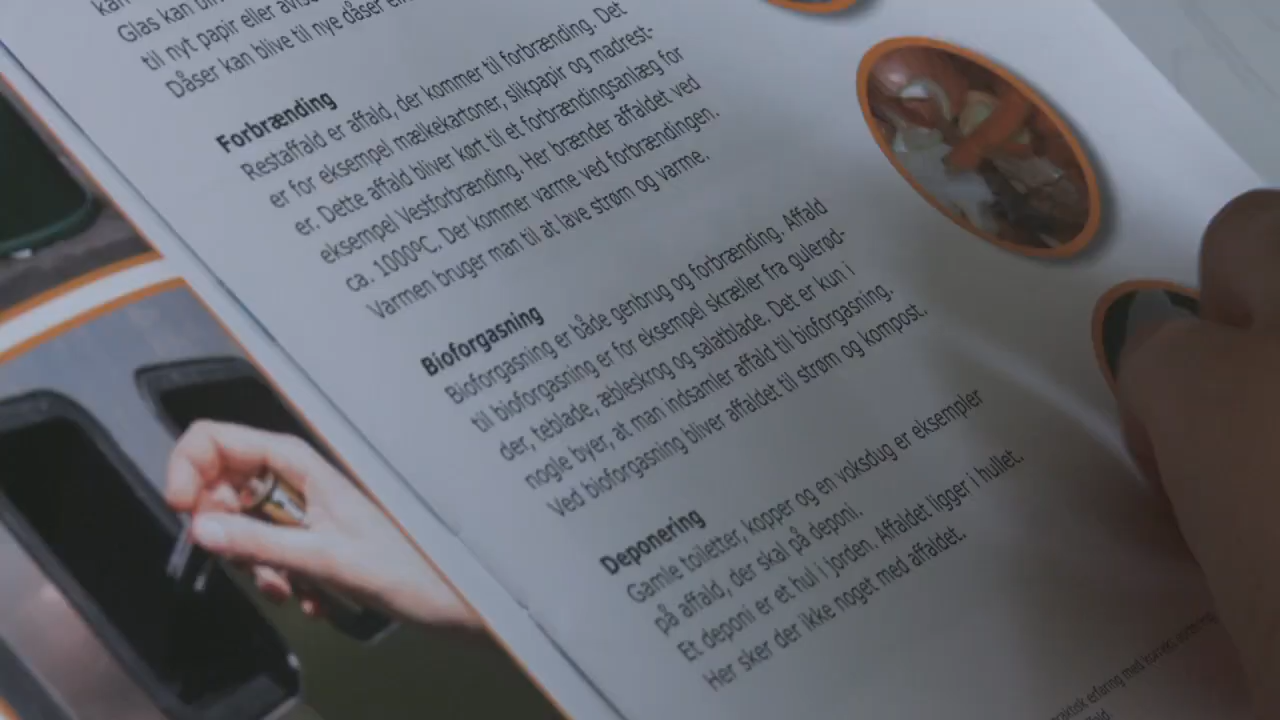 Glas kan
til nyt papir eller
Dåser kan blive til nye dåser
Forbrænding
Restaffald er affald, der kommer til forbrænding. Det
er for eksempel mælkekartoner, slikpapir og madrest-
er. Dette affald bliver kørt til et forbrændingsanlæg for
eksempel Vestforbrænding. Her brænder affaldet ved
ca. 1000ºC. Der kommer varme ved forbrændingen.
Varmen bruger man til at lave strøm og varme.
Bioforgasning
Bioforgasning er både genbrug og forbrænding. Affald
til bioforgasning er for eksempel skræller fra gulerød-
der, teblade, æbleskrog og salatblade. Det er kun i
nogle byer, at man indsamler affald til bioforgasning.
Ved bioforgasning bliver affaldet til strøm og kompost.
Deponering
Gamle toiletter, kopper og en voksdug er eksempler
på affald, der skal på deponi.
Et deponi er et hul i jorden. Affaldet ligger i hullet.
Her sker der ikke noget med affaldet.
erfaring med